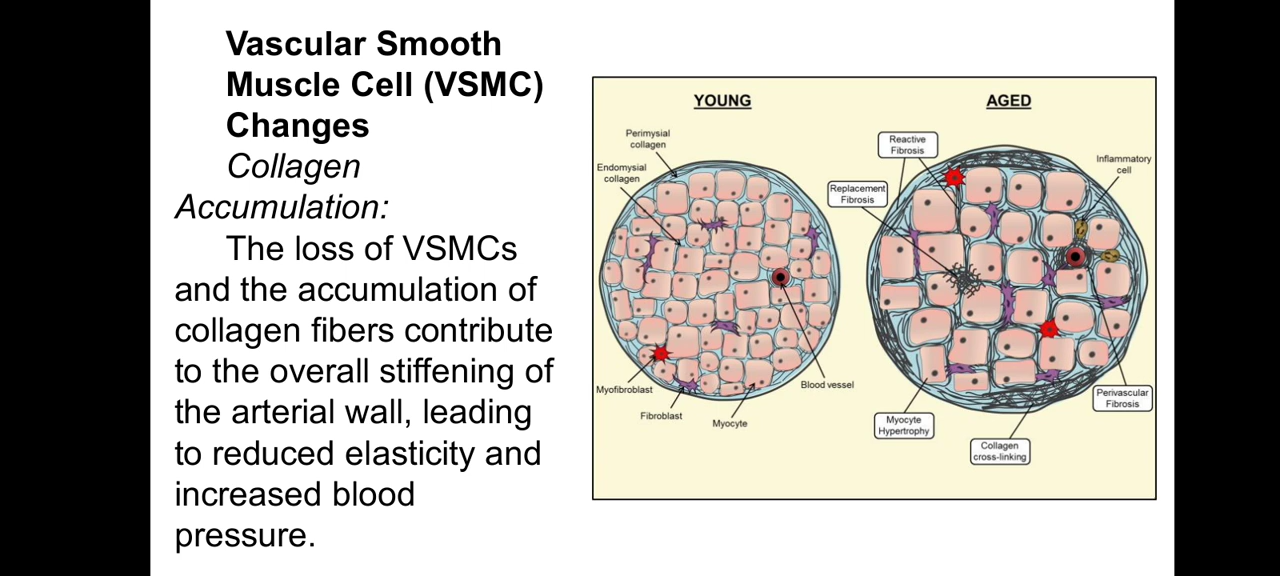 Vascular Smooth
Muscle Cell (VSMC)
Changes
Collagen
Accumulation:
The loss of VSMCs
and the accumulation of
collagen fibers contribute
to the overall stiffening of
the arterial wall, leading
to reduced elasticity and
increased blood
pressure.
YOUNG
Perimysial
collagen
Endomysial
collagen
Myofibroblast
Fibroblast
Myocyte
Blood vessel
AGED
Reactive
Fibrosis
Replacement
Fibrosis
Inflammatory
cell
Myocyte
Hypertrophy
Collagen
cross-linking
Perivascular
Fibrosis